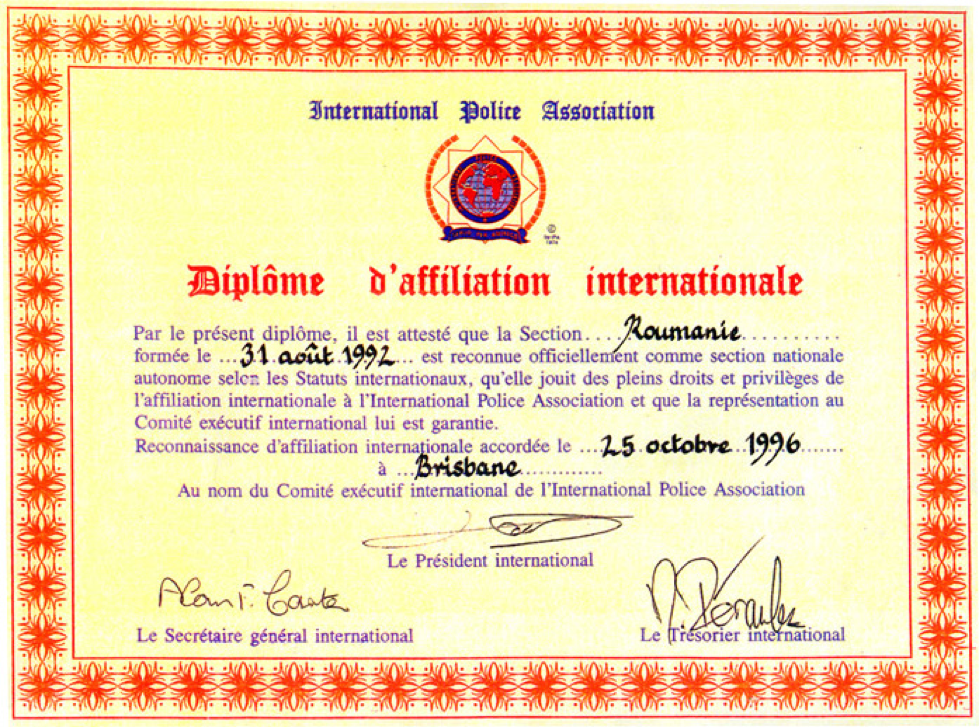 International Police Association
Diplôme d'affiliation internationale
Par le présent diplôme, il est attesté que la Section.... Roumanie..........
formée le ...31 août 1992... est reconnue officiellement comme section nationale
autonome selon les Statuts internationaux, qu'elle jouit des pleins droits et privilèges de
l'affiliation internationale à l'International Police Association et que la représentation au
Comité exécutif international lui est garantie.
Reconnaissance d'affiliation internationale accordée le ...25 octobre 1996......
à ...Brisbane............
Au nom du Comité exécutif international de l'International Police Association
Le Président international
Le Secrétaire général international
Le Trésorier international